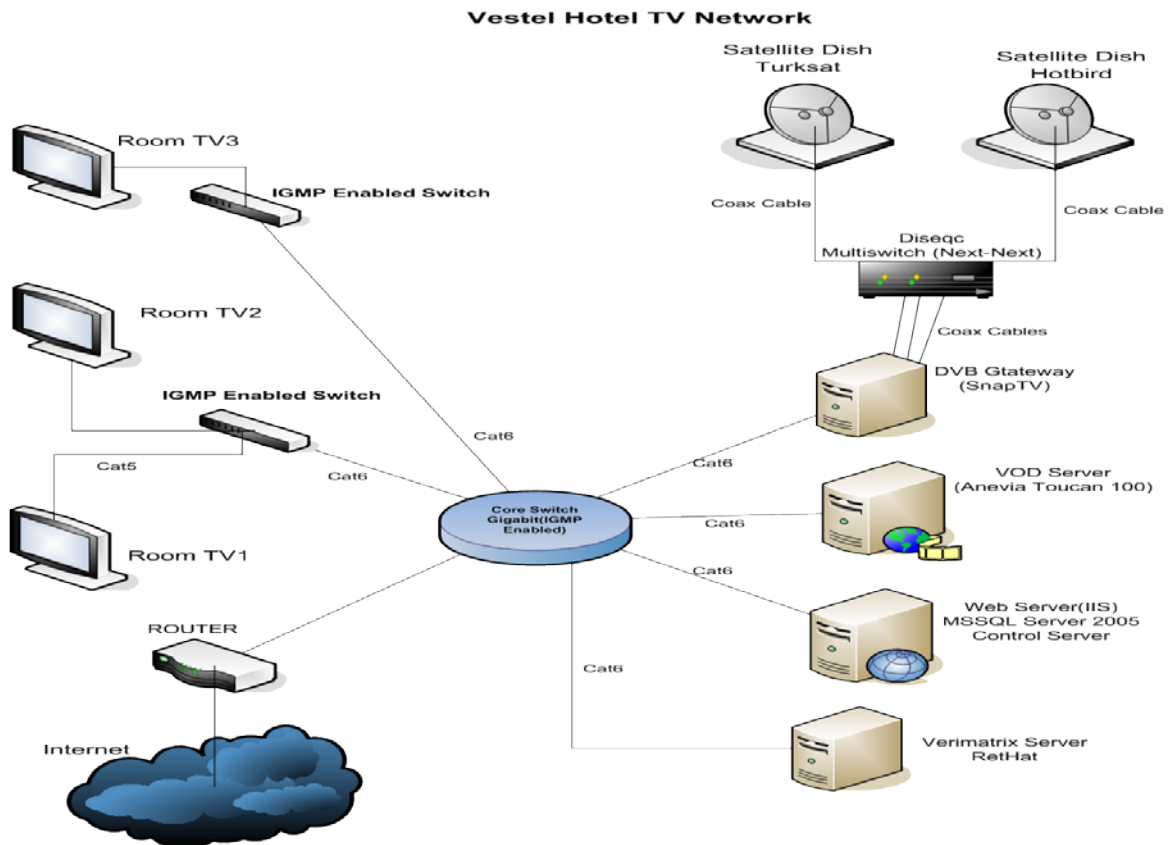 Vestel Hotel TV Network
Satellite Dish
Turksat
Satellite Dish
Hotbird
Room TV3
IGMP Enabled Switch
Coax Cable
Coax Cable
Diseqc
Multiswitch (Next-Next)
Room TV2
Coax Cables
DVB Gtateway
(SnapTV)
IGMP Enabled Switch
Cat6
Cat5
Cat6
Cat6
VOD Server
(Anevia Toucan 100)
Core Switch
Gigabit(IGMP
Enabled)
Cat6
Room TV1
Cat6
Web Server(IIS)
MSSQL Server 2005
Control Server
ROUTER
Cat6
Internet
Verimatrix Server
RetHat